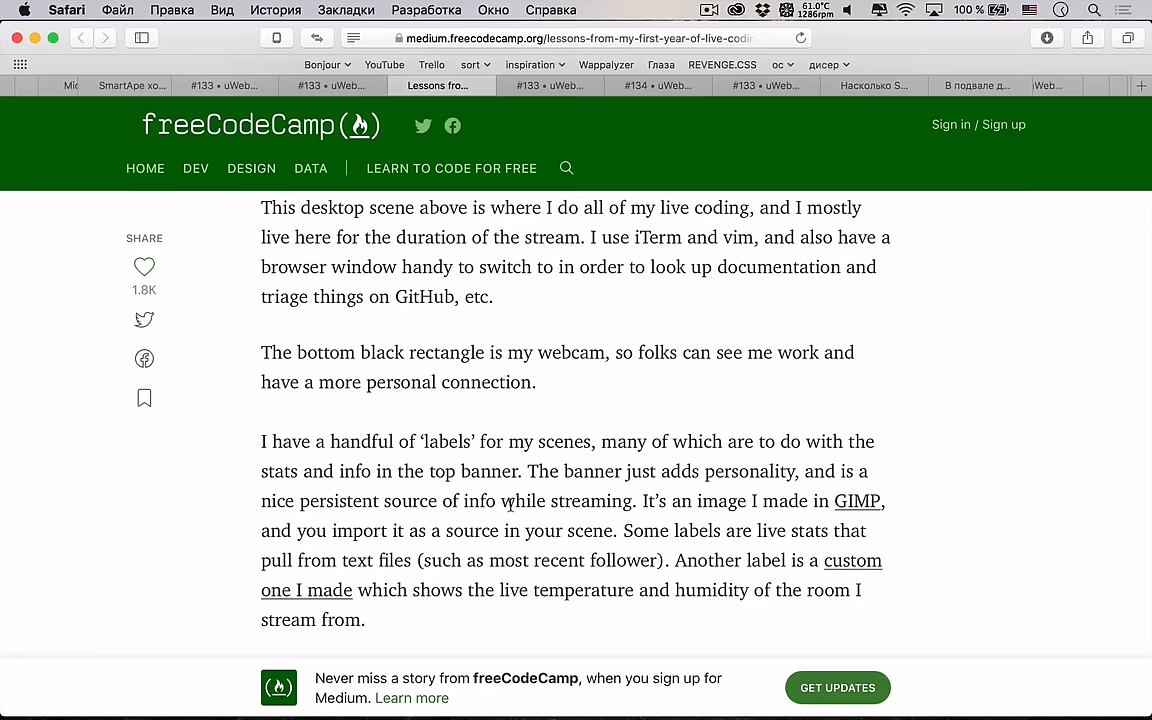 Safari Файл Правка Вид История Закладки Разработка Окно Справка 61.0°C 1286rpm 100 %
medium.freecodecamp.org/lessons-from-my-first-year-of-live-codin
Bonjour YouTube Trello sort inspiration Wappalyzer Глаза REVENGE.CSS ос дисер
Mic SmartApe хо... #133 • uWeb... #133 • uWeb... Lessons fro... #133 • uWeb... #134 • uWeb... #133 • uWeb... Насколько S... В подвале д... Web...
freeCodeCamp Sign in / Sign up
HOME DEV DESIGN DATA LEARN TO CODE FOR FREE
This desktop scene above is where I do all of my live coding, and I mostly
live here for the duration of the stream. I use iTerm and vim, and also have a
browser window handy to switch to in order to look up documentation and
triage things on GitHub, etc.
SHARE
1.8K
The bottom black rectangle is my webcam, so folks can see me work and
have a more personal connection.
I have a handful of ‘labels’ for my scenes, many of which are to do with the
stats and info in the top banner. The banner just adds personality, and is a
nice persistent source of info while streaming. It’s an image I made in GIMP,
and you import it as a source in your scene. Some labels are live stats that
pull from text files (such as most recent follower). Another label is a custom
one I made which shows the live temperature and humidity of the room I
stream from.
Never miss a story from freeCodeCamp, when you sign up for
Medium. Learn more
GET UPDATES